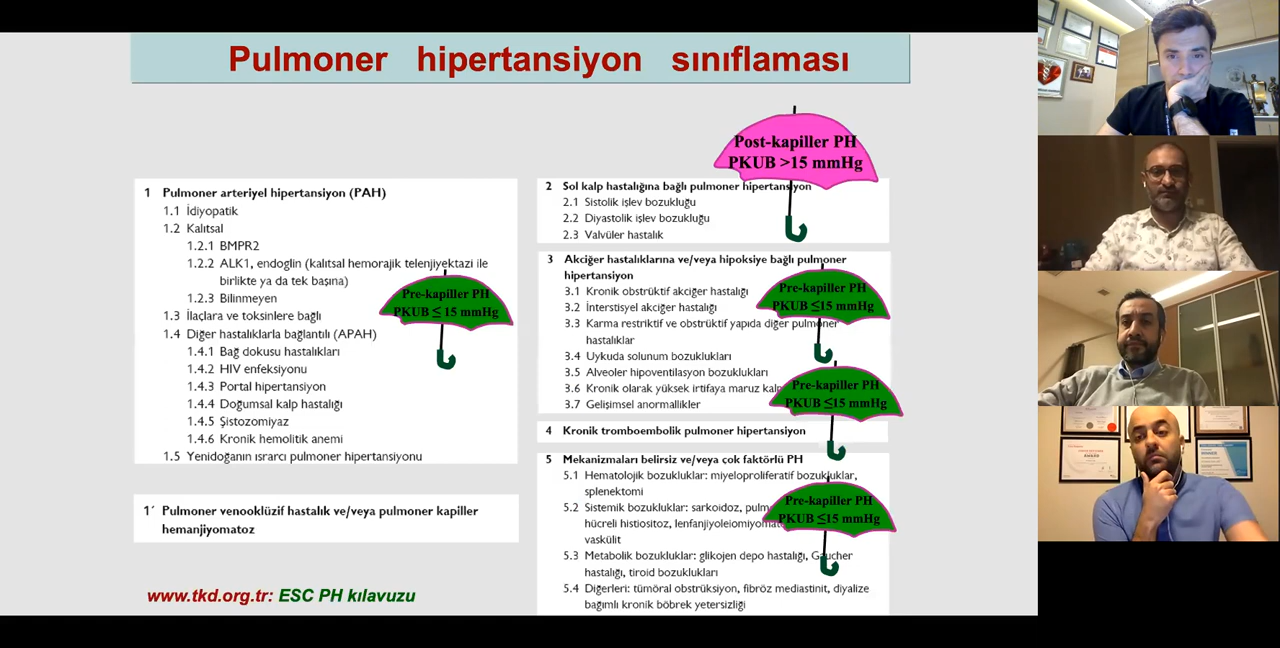 Pulmoner hipertansiyon sınıflaması
1 Pulmoner arteriyel hipertansiyon (PAH)
1.1 İdiyopatik
1.2 Kalıtsal
1.2.1 BMPR2
1.2.2 ALK1, endoglin (kalıtsal hemorajik telenjiyektazi ile
birlikte ya da tek başına)
1.2.3 Bilinmeyen
1.3 İlaçlara ve toksinlere bağlı
1.4 Diğer hastalıklarla bağlantılı (APAH)
1.4.1 Bağ dokusu hastalıkları
1.4.2 HIV enfeksiyonu
1.4.3 Portal hipertansiyon
1.4.4 Doğumsal kalp hastalığı
1.4.5 Şistozomiyaz
1.4.6 Kronik hemolitik anemi
1.5 Yenidoğanın ısrarcı pulmoner hipertansiyonu
Pre-kapiller PH
PKUB ≤ 15 mmHg
1´ Pulmoner venooklüzif hastalık ve/veya pulmoner kapiller
hemanjiyomatoz
www.tkd.org.tr: ESC PH kılavuzu
Post-kapiller PH
PKUB >15 mmHg
2 Sol kalp hastalığına bağlı pulmoner hipertansiyon
2.1 Sistolik işlev bozukluğu
2.2 Diyastolik işlev bozukluğu
2.3 Valvüler hastalık
3 Akciğer hastalıklarına ve/veya hipoksiye bağlı pulmoner
hipertansiyon
3.1 Kronik obstrüktif akciğer hastalığı
3.2 İnterstisyel akciğer hastalığı
3.3 Karma restriktif ve obstrüktif yapıda diğer pulmoner
hastalıklar
3.4 Uykuda solunum bozuklukları
3.5 Alveoler hipoventilasyon bozuklukları
3.6 Kronik olarak yüksek irtifaya maruz
3.7 Gelişimsel anormallikler
Pre-kapiller PH
PKUB ≤15 mmHg
Pre-kapiller PH
PKUB ≤15 mmHg
4 Kronik tromboembolik pulmoner hipertansiyon
5 Mekanizmaları belirsiz ve/veya çok faktörlü PH
5.1 Hematolojik bozukluklar: miyeloproliferatif bozukluklar,
splenektomi
5.2 Sistemik bozukluklar: sarkoidoz,
hücreli histiositoz,
vaskülit
5.3 Metabolik bozukluklar: glikojen depo hastalığı, Gaucher
hastalığı, tiroid bozuklukları
5.4 Diğerleri: tümöral obstrüksiyon, fibröz mediastinit, diyalize
bağımlı kronik böbrek yetersizliği
Pre-kapiller PH
PKUB ≤15 mmHg